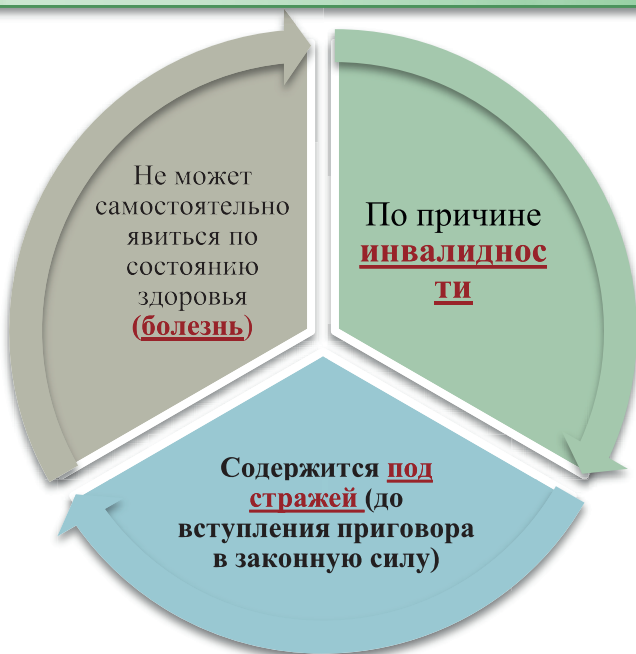 Не может
самостоятельно
явиться по
состоянию
здоровья
(болезнь)
По причине
инвалиднос
ти
Содержится под
стражей (до
вступления приговора
в законную силу)